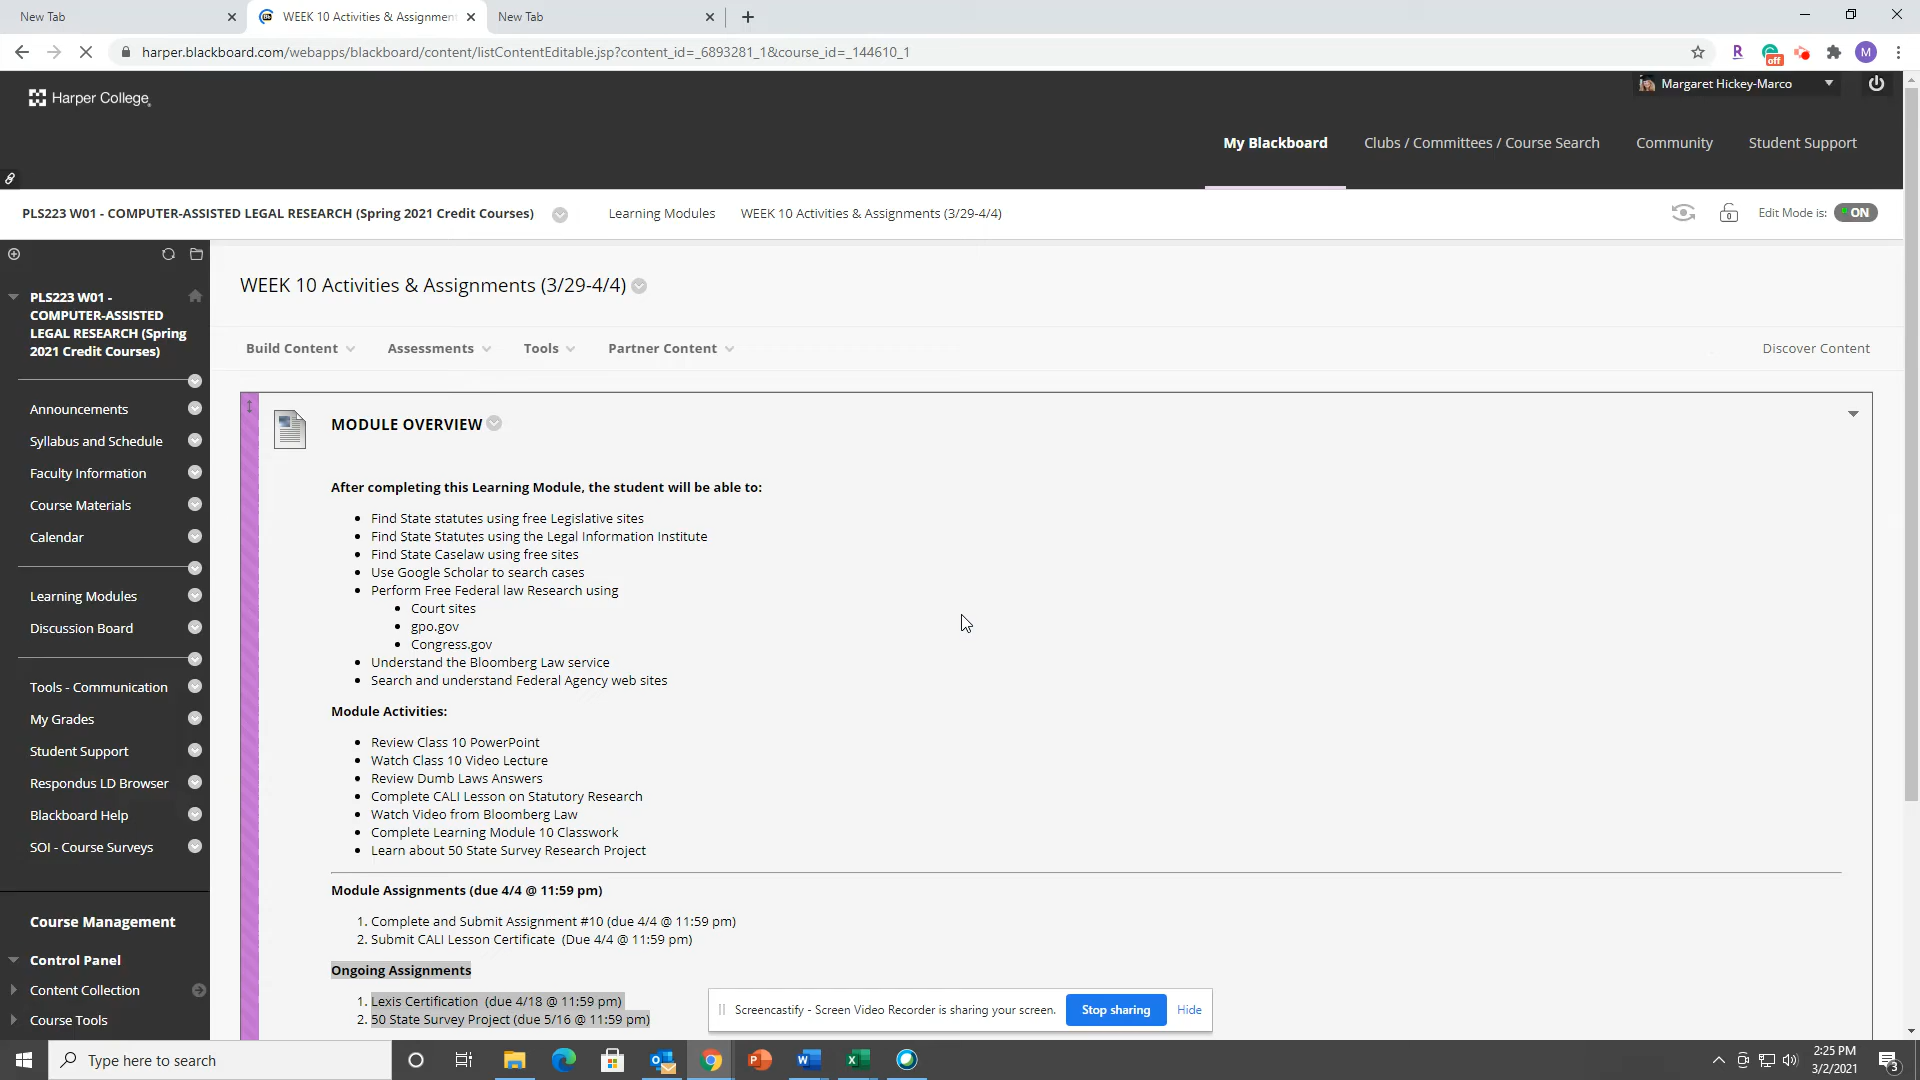 New Tab
WEEK 10 Activities & Assignment
New Tab
harper.blackboard.com/webapps/blackboard/content/listContentEditable.jsp?content_id=_6893281_1&course_id=_144610_1
R
off
M
Harper College
Margaret Hickey-Marco
My Blackboard
Clubs / Committees / Course Search
Community
Student Support
PLS223 W01 - COMPUTER-ASSISTED LEGAL RESEARCH (Spring 2021 Credit Courses)
Learning Modules
WEEK 10 Activities & Assignments (3/29-4/4)
Edit Mode is:
ON
PLS223 W01 -
COMPUTER-ASSISTED
LEGAL RESEARCH (Spring
2021 Credit Courses)
Announcements
Syllabus and Schedule
Faculty Information
Course Materials
Calendar
Learning Modules
Discussion Board
Tools - Communication
My Grades
Student Support
Respondus LD Browser
Blackboard Help
SOI - Course Surveys
Course Management
Control Panel
Content Collection
Course Tools
WEEK 10 Activities & Assignments (3/29-4/4)
Build Content
Assessments
Tools
Partner Content
Discover Content
MODULE OVERVIEW
After completing this Learning Module, the student will be able to:
Find State statutes using free Legislative sites
Find State Statutes using the Legal Information Institute
Find State Caselaw using free sites
Use Google Scholar to search cases
Perform Free Federal law Research using
Court sites
gpo.gov
Congress.gov
Understand the Bloomberg Law service
Search and understand Federal Agency web sites
Module Activities:
Review Class 10 PowerPoint
Watch Class 10 Video Lecture
Review Dumb Laws Answers
Complete CALI Lesson on Statutory Research
Watch Video from Bloomberg Law
Complete Learning Module 10 Classwork
Learn about 50 State Survey Research Project
Module Assignments (due 4/4 @ 11:59 pm)
1. Complete and Submit Assignment #10 (due 4/4 @ 11:59 pm)
2. Submit CALI Lesson Certificate (Due 4/4 @ 11:59 pm)
Ongoing Assignments
1. Lexis Certification (due 4/18 @ 11:59 pm)
2. 50 State Survey Project (due 5/16 @ 11:59 pm)
Screencastify - Screen Video Recorder is sharing your screen.
Stop sharing
Hide
Type here to search
2:25 PM
3/2/2021
3